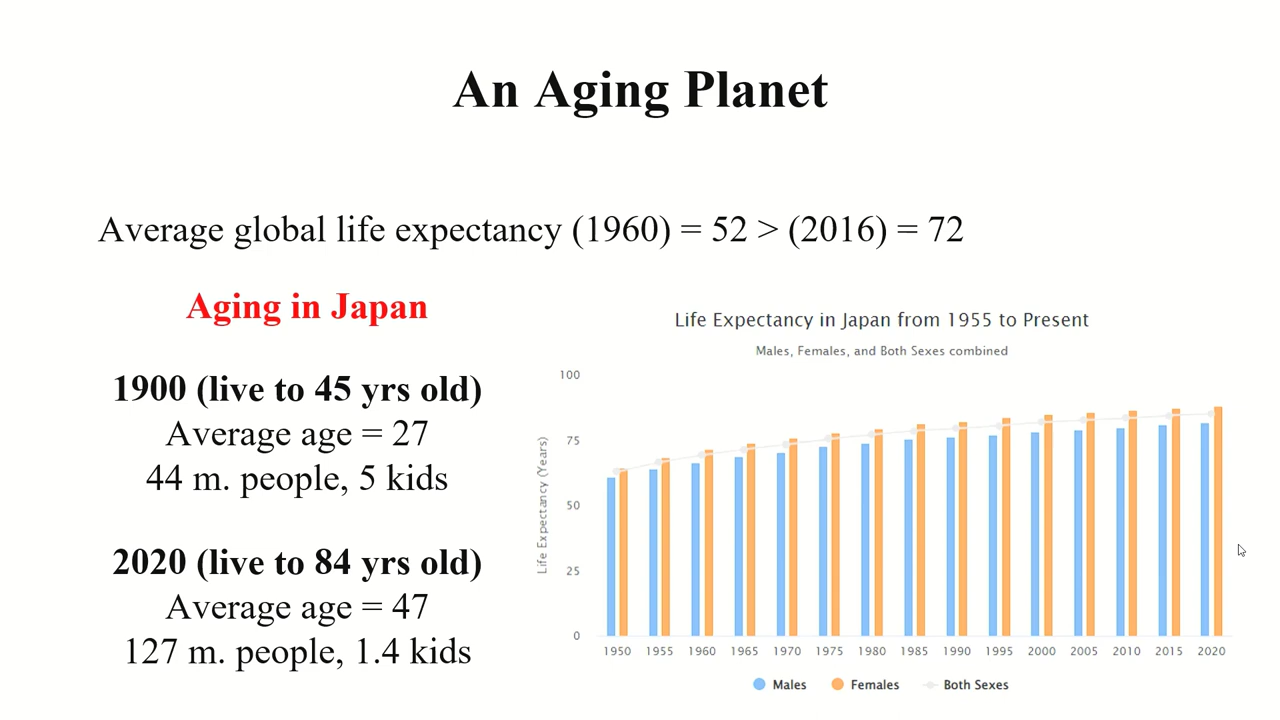 An Aging Planet
Average global life expectancy (1960) = 52 > (2016) = 72
Aging in Japan
1900 (live to 45 yrs old)
Average age = 27
44 m. people, 5 kids
2020 (live to 84 yrs old)
Average age = 47
127 m. people, 1.4 kids
Life Expectancy in Japan from 1955 to Present
Males, Females, and Both Sexes combined
Life Expectancy (Years)
100
75
50
25
0
1950 1955 1960 1965 1970 1975 1980 1985 1990 1995 2000 2005 2010 2015 2020
Males Females Both Sexes